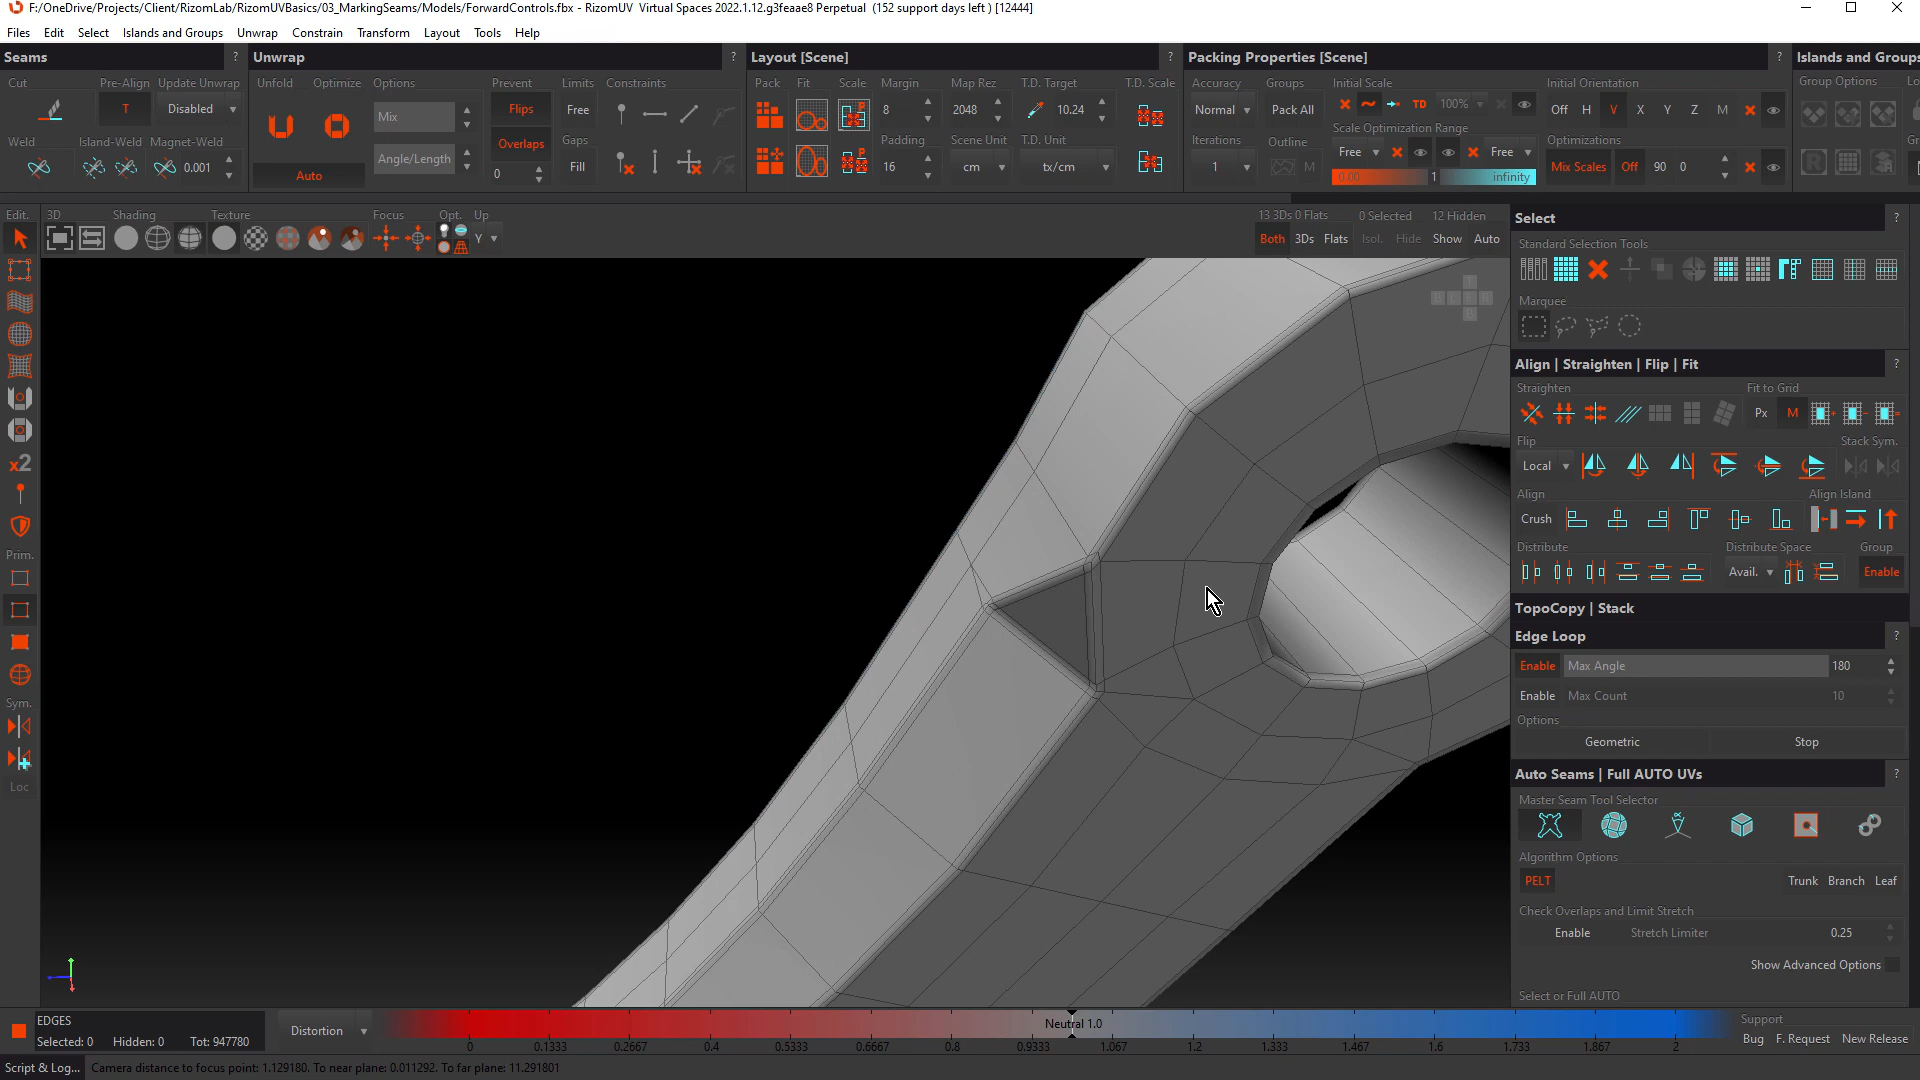 F:/OneDrive/Projects/Client/RizomLab/RizomUVBasics/03_MarkingSeams/Models/ForwardControls.fbx - RizomUV Virtual Spaces 2022.1.12.g3feaae8 Perpetual (152 support days left ) [12444]
Files Edit Select Islands and Groups Unwrap Constrain Transform Layout Tools Help
Seams ? Unwrap ? Layout [Scene] ? Packing Properties [Scene] ? Islands and Groups
Cut Pre-Align Update Unwrap Unfold Optimize Options Prevent Limits Constraints Pack Fit Scale Margin Map Rez T.D. Target T.D. Scale Accuracy Groups Initial Scale Initial Orientation Group Options
T Disabled Mix Flips Free 8 2048 10.24 Normal Pack All TD 100% Off H V X Y Z M
Weld Island-Weld Magnet-Weld Overlaps Gaps Padding Scene Unit T.D. Unit Iterations Outline Scale Optimization Range Optimizations
0.001 Angle/Length Fill 16 cm tx/cm 1 M Free Free Mix Scales Off 90 0
Auto 0 0.00 1 infinity
Edit. 3D Shading Texture Focus Opt. Up 13 3Ds 0 Flats 0 Selected 12 Hidden
Y Both 3Ds Flats Isol. Hide Show Auto
Select ?
Standard Selection Tools
Marquee
Align | Straighten | Flip | Fit ?
Straighten Fit to Grid
Px M
Flip Stack Sym.
Local
Align Align Island
Crush
Distribute Distribute Space Group
Avail. Enable
TopoCopy | Stack
Edge Loop ?
Enable Max Angle 180
Enable Max Count 10
Options
Geometric Stop
Auto Seams | Full AUTO UVs ?
Master Seam Tool Selector
Algorithm Options
PELT Trunk Branch Leaf
Check Overlaps and Limit Stretch
Enable Stretch Limiter 0.25
Show Advanced Options
Select or Full AUTO
x2
Prim.
Sym.
Loc
EDGES
Selected: 0 Hidden: 0 Tot: 947780
Distortion
Neutral 1.0
0 0.1333 0.2667 0.4 0.5333 0.6667 0.8 0.9333 1.067 1.2 1.333 1.467 1.6 1.733 1.867 2
Support
Bug F. Request New Release
Script & Log... Camera distance to focus point: 1.129180. To near plane: 0.011292. To far plane: 11.291801